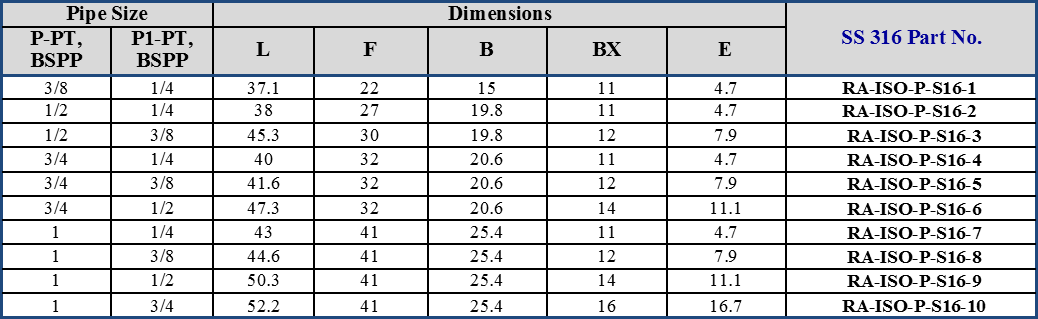 Pipe Size Dimensions SS 316 Part No.
P-PT, BSPP P1-PT, BSPP L F B BX E
3/8 1/4 37.1 22 15 11 4.7 RA-ISO-P-S16-1
1/2 1/4 38 27 19.8 11 4.7 RA-ISO-P-S16-2
1/2 3/8 45.3 30 19.8 12 7.9 RA-ISO-P-S16-3
3/4 1/4 40 32 20.6 11 4.7 RA-ISO-P-S16-4
3/4 3/8 41.6 32 20.6 12 7.9 RA-ISO-P-S16-5
3/4 1/2 47.3 32 20.6 14 11.1 RA-ISO-P-S16-6
1 1/4 43 41 25.4 11 4.7 RA-ISO-P-S16-7
1 3/8 44.6 41 25.4 12 7.9 RA-ISO-P-S16-8
1 1/2 50.3 41 25.4 14 11.1 RA-ISO-P-S16-9
1 3/4 52.2 41 25.4 16 16.7 RA-ISO-P-S16-10